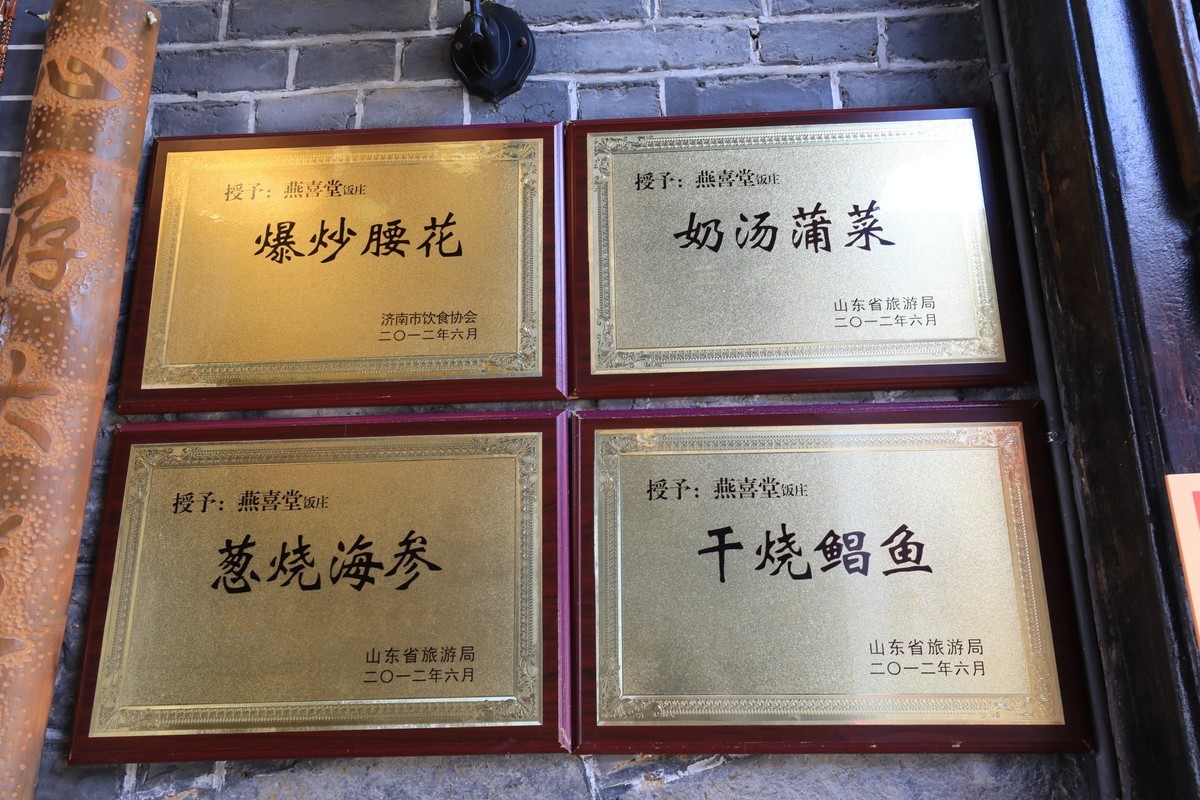 心存大
授予：燕喜堂饭庄
爆炒腰花
济南市饮食协会
二〇一二年六月
授予：燕喜堂饭庄
奶汤蒲菜
山东省旅游局
二〇一二年六月
授予：燕喜堂饭庄
葱烧海参
山东省旅游局
二〇一二年六月
授予：燕喜堂饭庄
干烧鲳鱼
山东省旅游局
二〇一二年六月